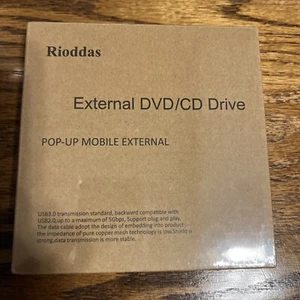 Rioddas
External DVD/CD Drive
POP-UP MOBILE EXTERNAL
USB3.0 transmission standard, backward compatible with
USB2.0,up to a maximum of 5Gbps, Support plug and play.
The data cable adopt the design of embedding into product
the impedance of pure copper mesh technology is low,
strong,data transmission is more stable.